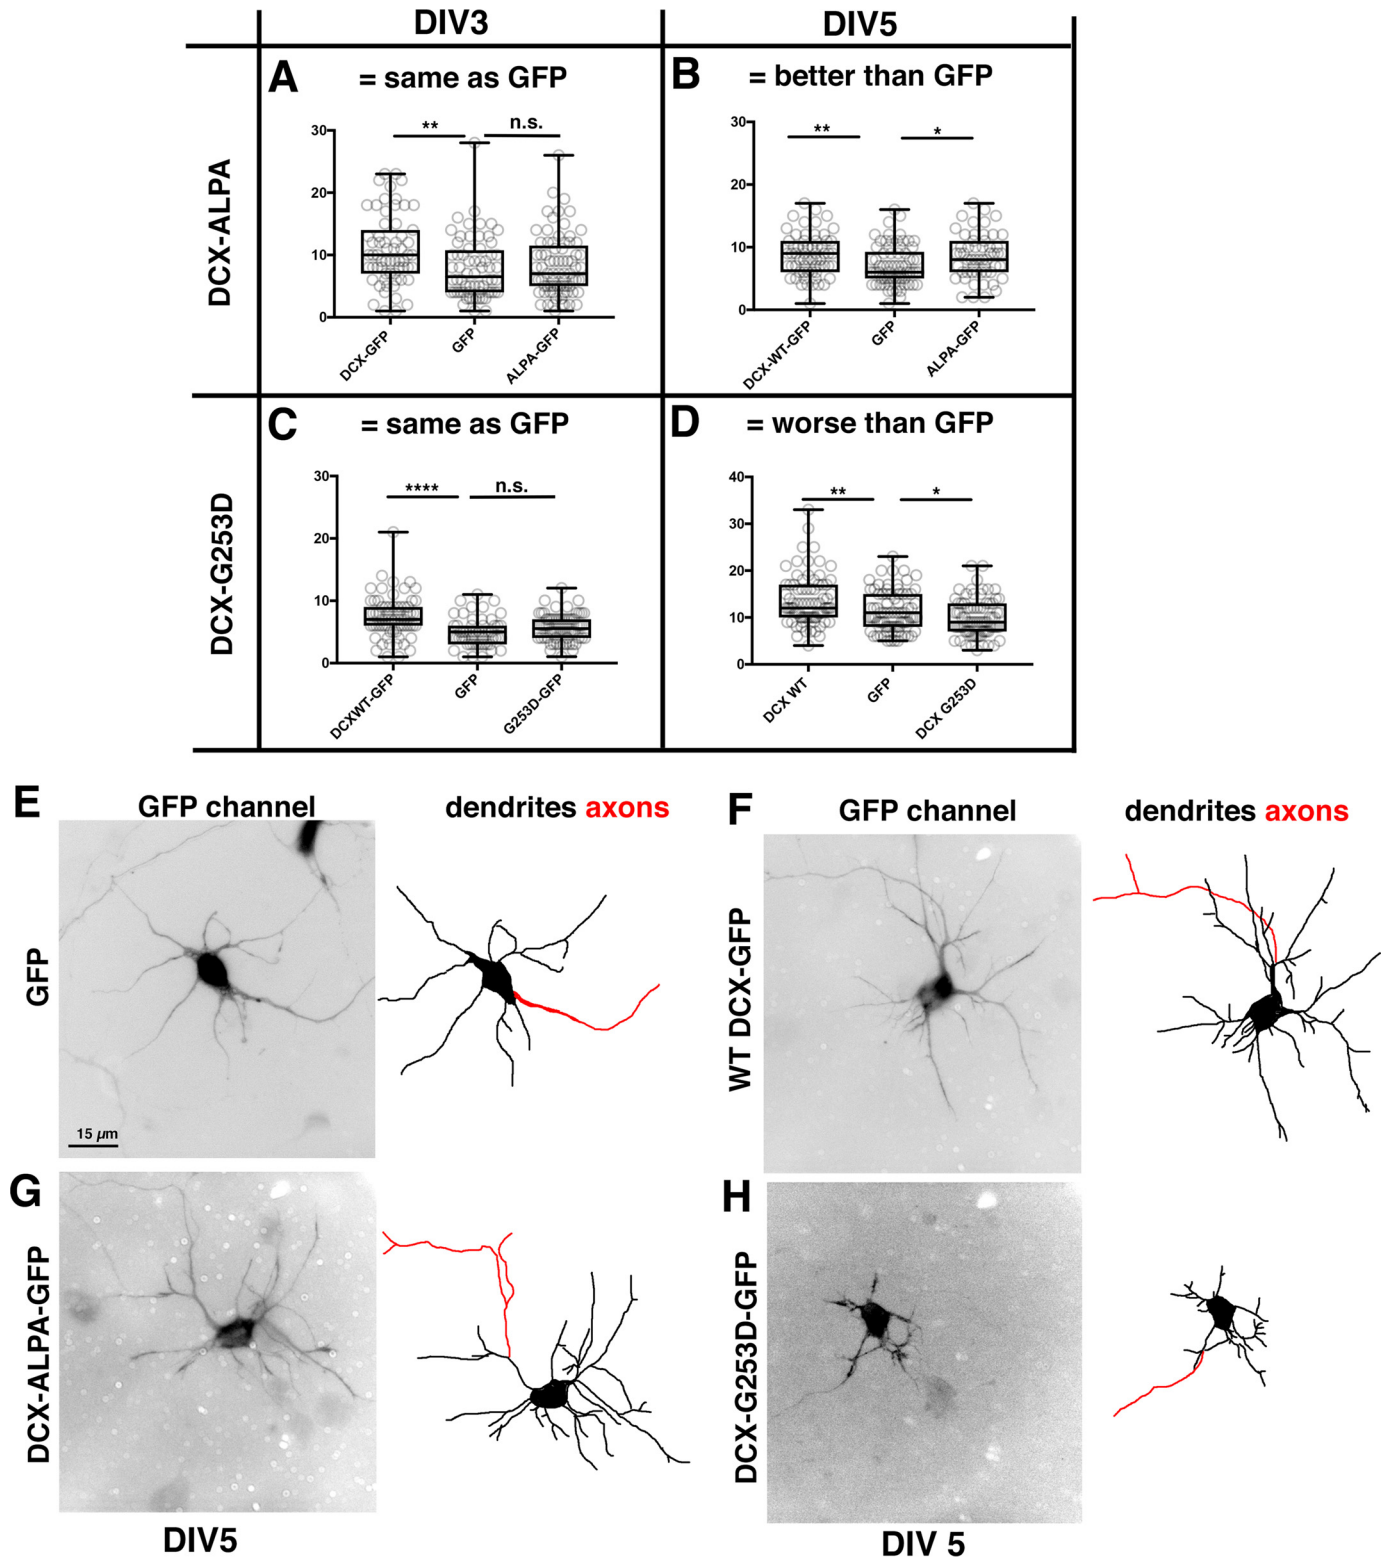 DIV3
DIV5
DCX-ALPA
A
= same as GFP
30
20
10
0
**
n.s.
DCX-GFP
GFP
ALPA-GFP
B
= better than GFP
30
20
10
0
**
*
DCX-WT-GFP
GFP
ALPA-GFP
DCX-G253D
C
= same as GFP
30
20
10
0
****
n.s.
DCXWT-GFP
GFP
G253D-GFP
D
= worse than GFP
40
30
20
10
0
**
*
DCX WT
GFP
DCX G253D
E
GFP channel
dendrites axons
GFP
15 µm
F
GFP channel
dendrites axons
WT DCX-GFP
G
DCX-ALPA-GFP
DIV5
H
DCX-G253D-GFP
DIV 5